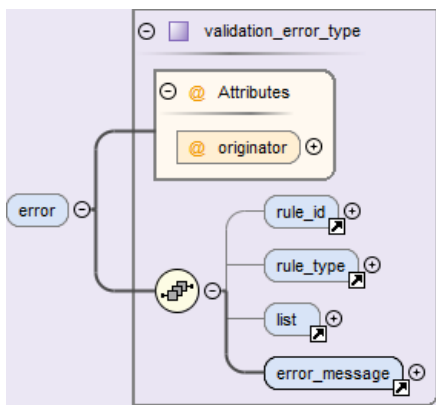 validation_error_type
@ Attributes
@ originator
error
rule_id
rule_type
list
error_message